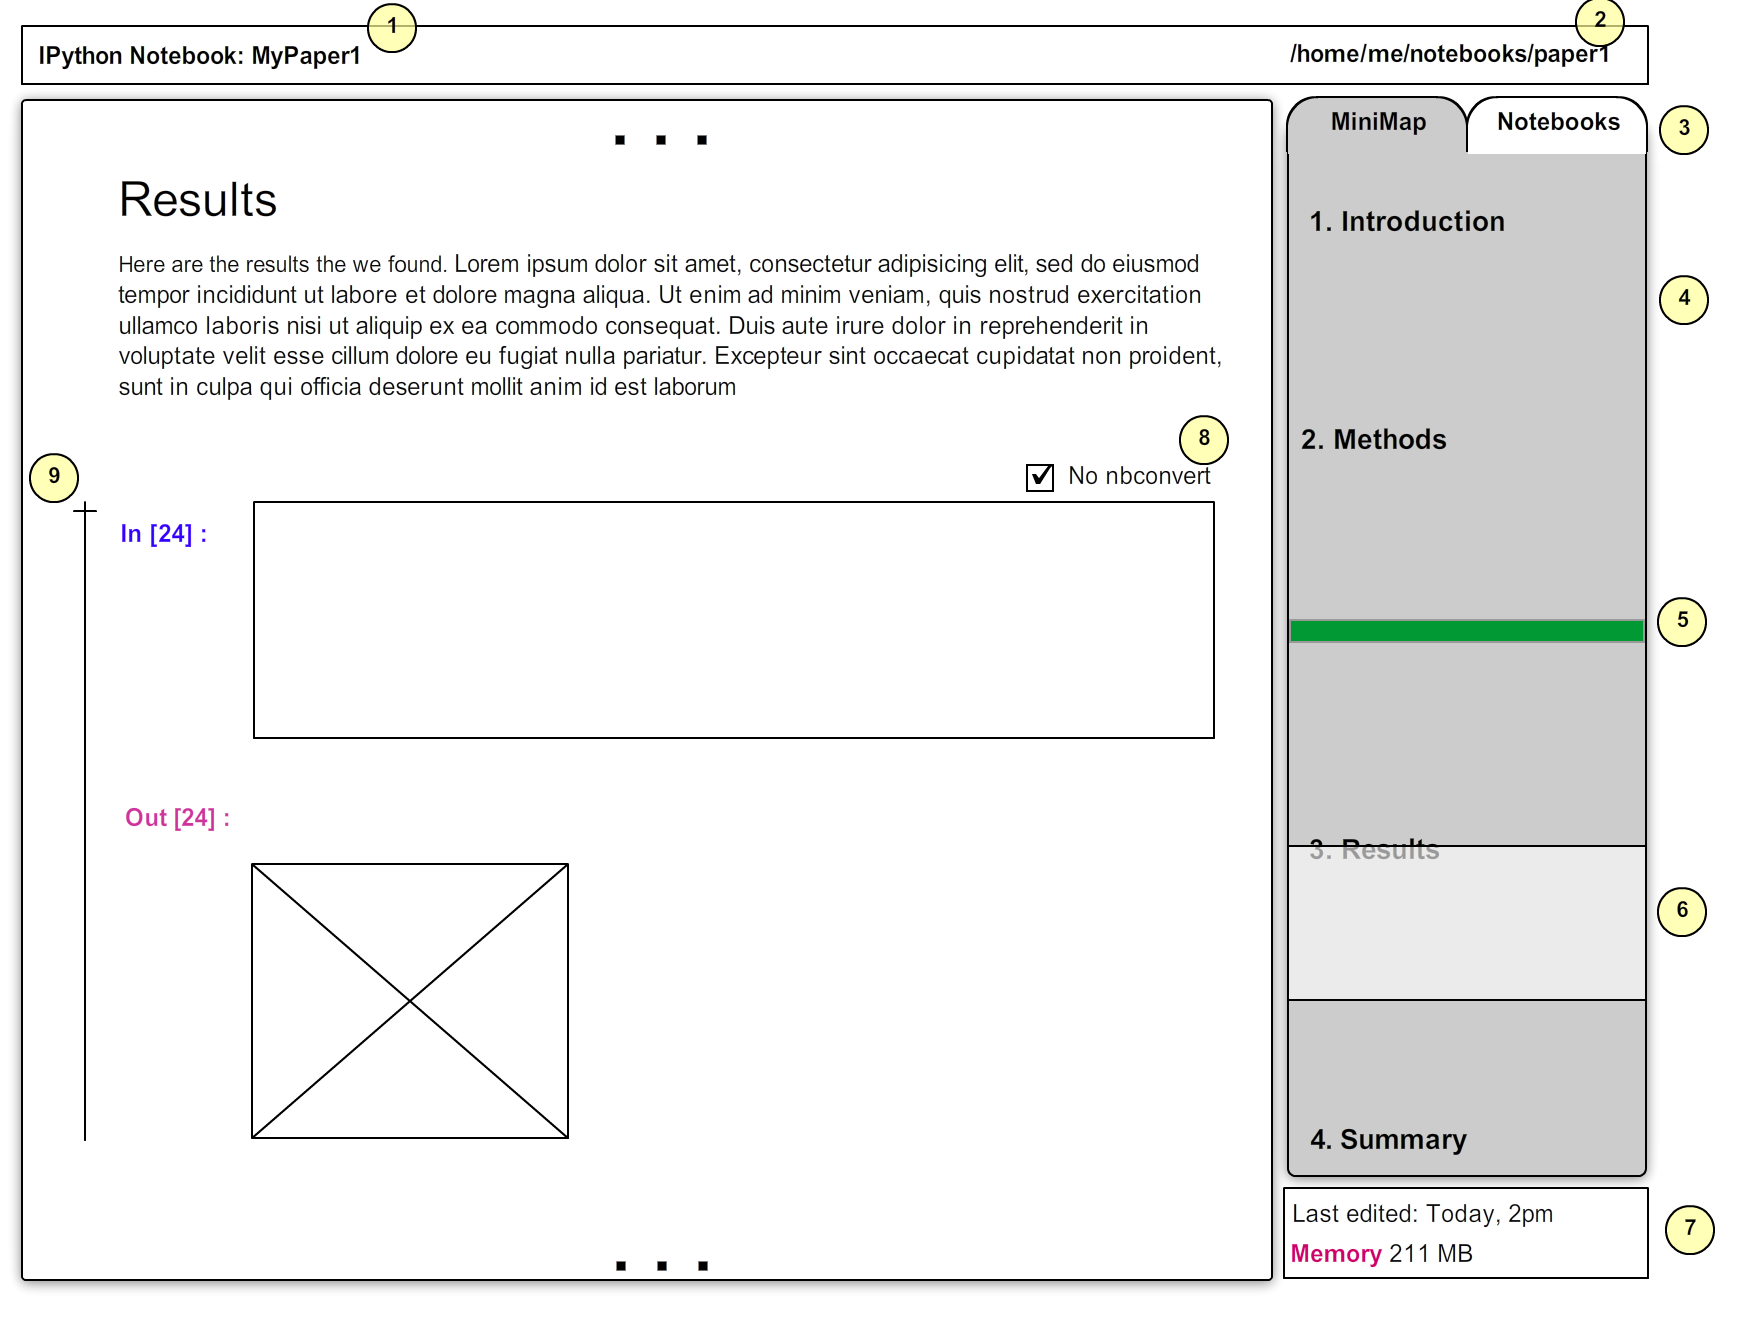 1
2
IPython Notebook: MyPaper1
/home/me/notebooks/paper1
MiniMap
Notebooks
3
Results
1. Introduction
Here are the results the we found. Lorem ipsum dolor sit amet, consectetur adipisicing elit, sed do eiusmod
tempor incididunt ut labore et dolore magna aliqua. Ut enim ad minim veniam, quis nostrud exercitation
ullamco laboris nisi ut aliquip ex ea commodo consequat. Duis aute irure dolor in reprehenderit in
voluptate velit esse cillum dolore eu fugiat nulla pariatur. Excepteur sint occaecat cupidatat non proident,
sunt in culpa qui officia deserunt mollit anim id est laborum
4
2. Methods
8
9
No nbconvert
In [24] :
5
Out [24] :
3. Results
6
4. Summary
Last edited: Today, 2pm
7
Memory 211 MB